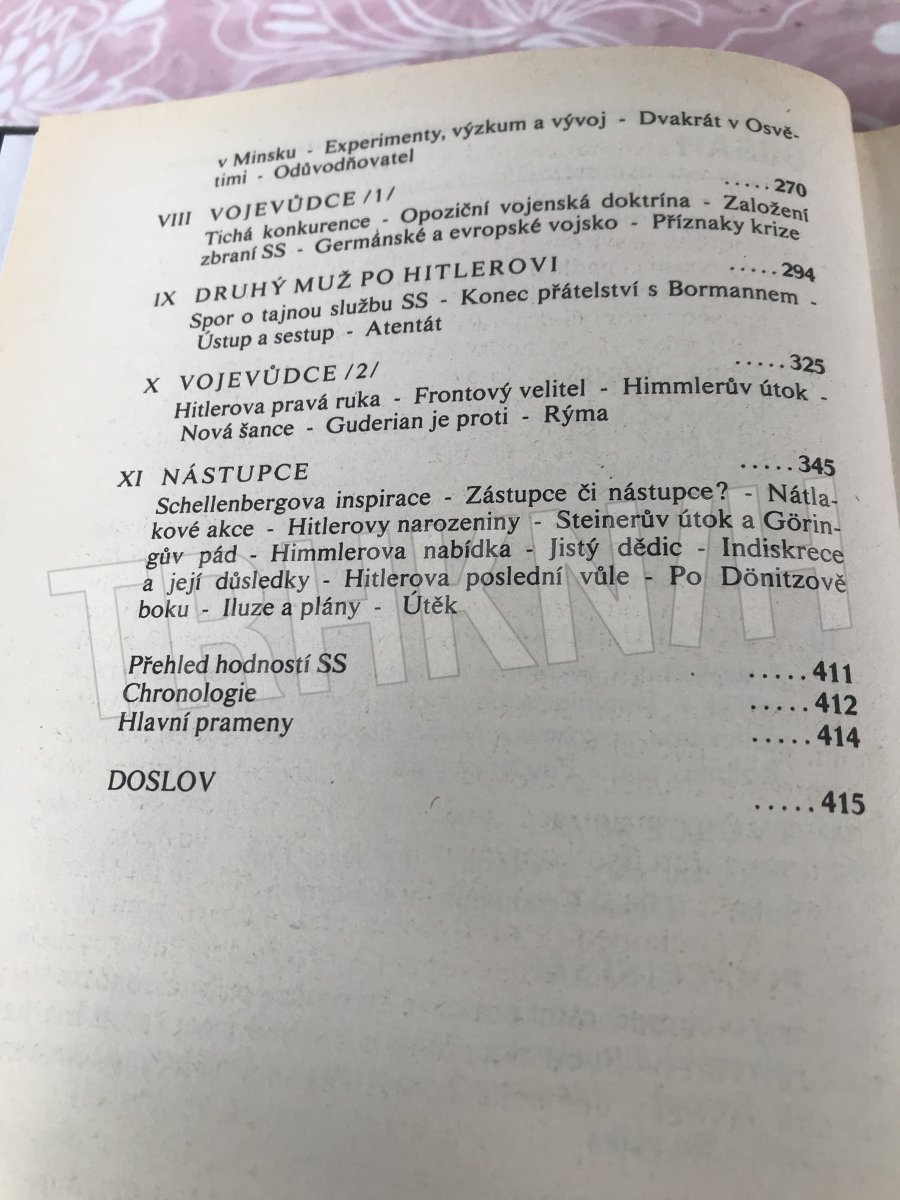 v Minsku - Experimenty, výzkum a vývoj - Dvakrát v Osvě-
timi - Odůvodňovatel
VIII VOJEVŮDCE /1/ .....270
Tichá konkurence - Opoziční vojenská doktrína - Založení
zbraní SS - Germánské a evropské vojsko - Příznaky krize
IX DRUHÝ MUŽ PO HITLEROVI .....294
Spor o tajnou službu SS - Konec přátelství s Bormannem -
Ústup a sestup - Atentát
X VOJEVŮDCE /2/ .....325
Hitlerova pravá ruka - Frontový velitel - Himmlerův útok -
Nová šance - Guderian je proti - Rýma
XI NÁSTUPCE .....345
Schellenbergova inspirace - Zástupce či nástupce? - Nátla-
kové akce - Hitlerovy narozeniny - Steinerův útok a Görin-
gův pád - Himmlerova nabídka - Jistý dědic - Indiskrece
a její důsledky - Hitlerova poslední vůle - Po Dönitzově
boku - Iluze a plány - Útěk
TRHKNIH
Přehled hodností SS .....411
Chronologie .....412
Hlavní prameny .....414
DOSLOV .....415